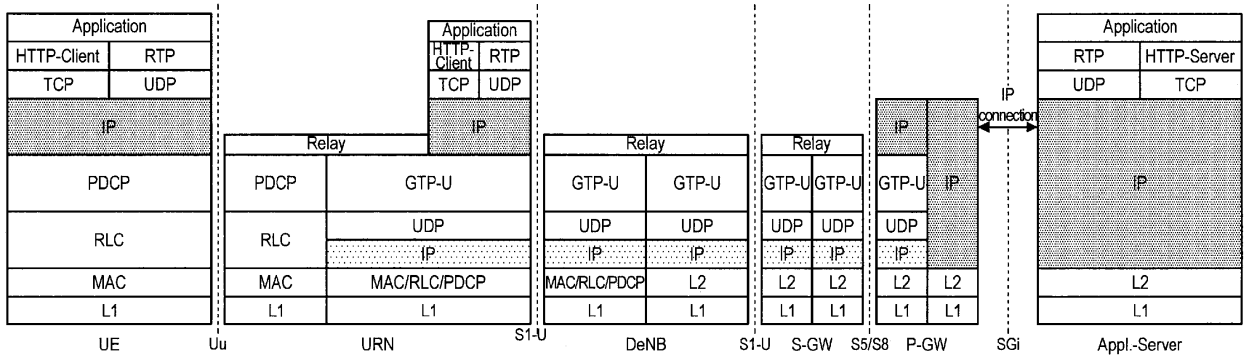 Application
HTTP-Client RTP
TCP UDP
IP
PDCP
RLC
MAC
L1
UE
Uu
Application
HTTP-Client RTP
TCP UDP
IP
Relay
PDCP GTP-U
RLC UDP
IP
MAC MAC/RLC/PDCP
L1 L1
URN
S1-U
Relay
GTP-U GTP-U
UDP UDP
IP IP
MAC/RLC/PDCP L2
L1 L1
DeNB
S1-U
Relay
GTP-U GTP-U
UDP UDP
IP IP
L2 L2
L1 L1
S-GW
S5/S8
IP
GTP-U IP
UDP
IP
L2 L2
L1 L1
P-GW
IP
connection
SGi
Application
RTP HTTP-Server
UDP TCP
IP
L2
L1
Appl.-Server